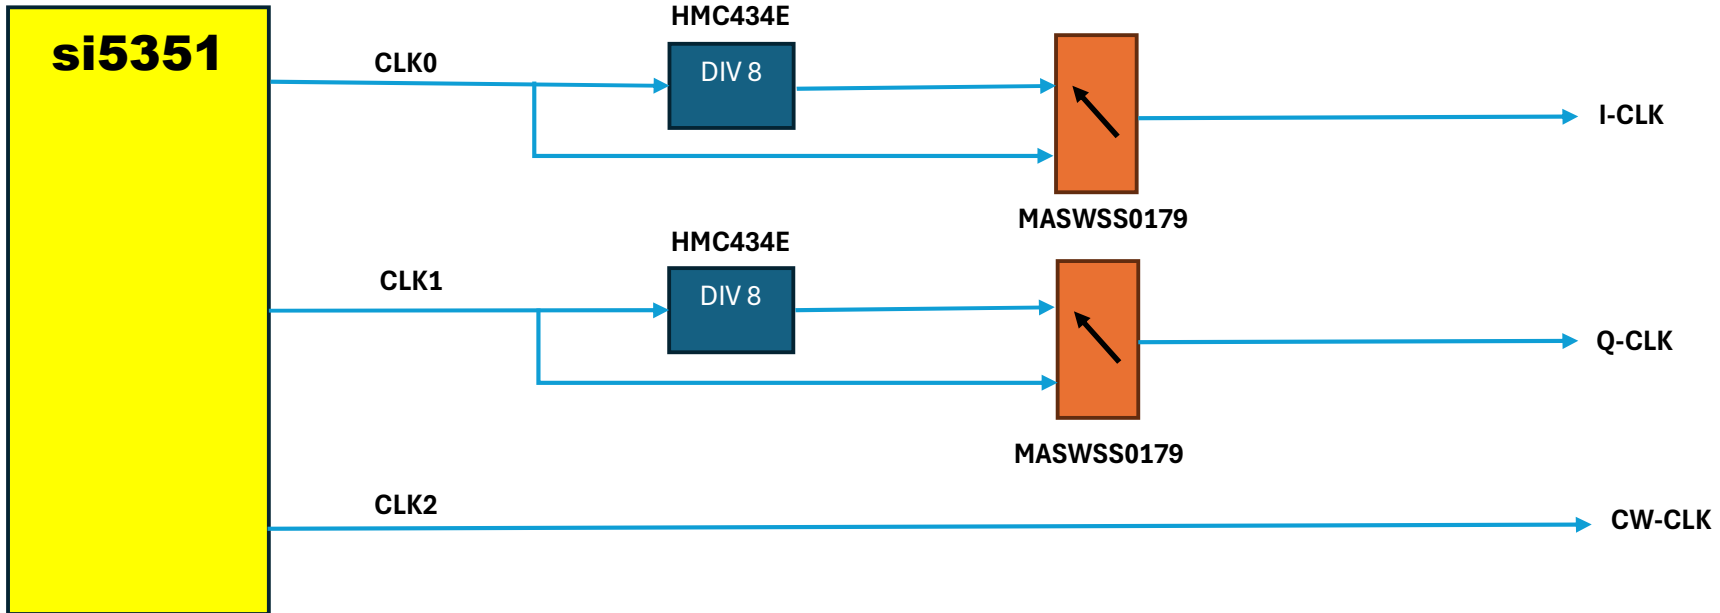 HMC434E
si5351
CLK0
DIV 8
I-CLK
MASWSS0179
HMC434E
CLK1
DIV 8
Q-CLK
MASWSS0179
CLK2
CW-CLK